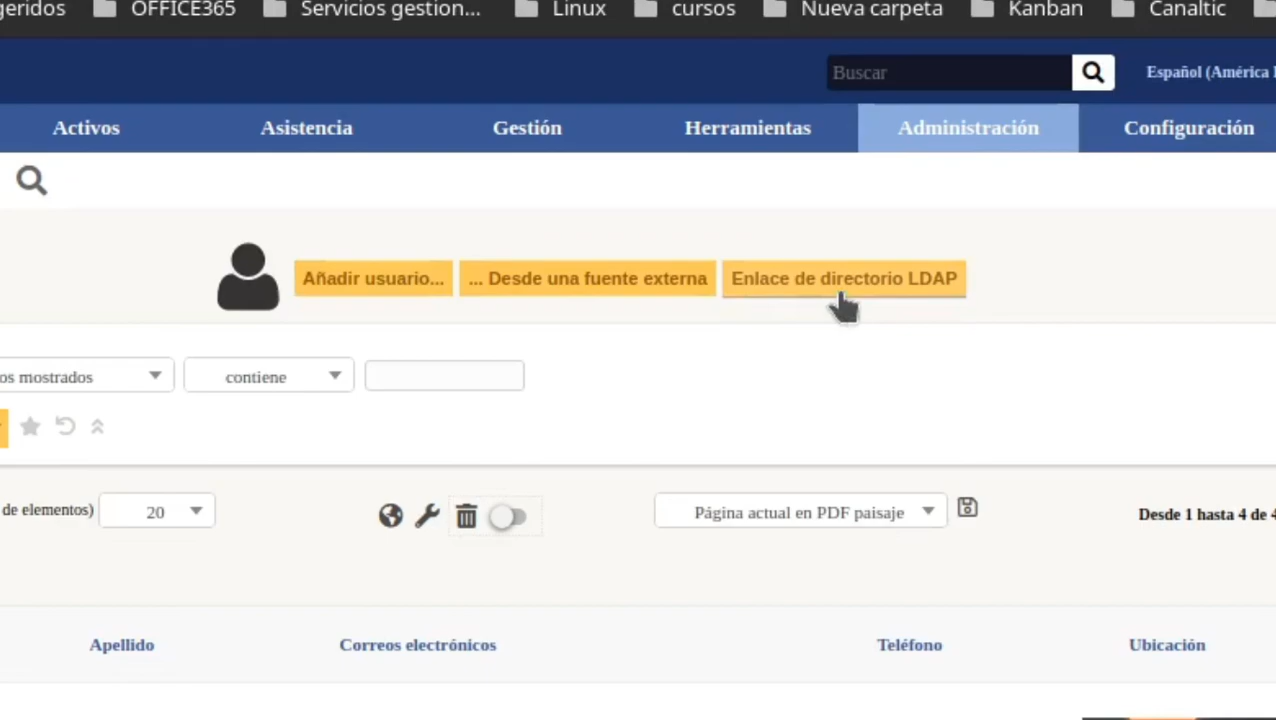 geridos OFFICE365 Servicios gestion... Linux cursos Nueva carpeta Kanban Canaltic
Buscar Español (América
Activos Asistencia Gestión Herramientas Administración Configuración
Añadir usuario... ... Desde una fuente externa Enlace de directorio LDAP
os mostrados contiene
de elementos) 20 Página actual en PDF paisaje Desde 1 hasta 4 de 4
Apellido Correos electrónicos Teléfono Ubicación